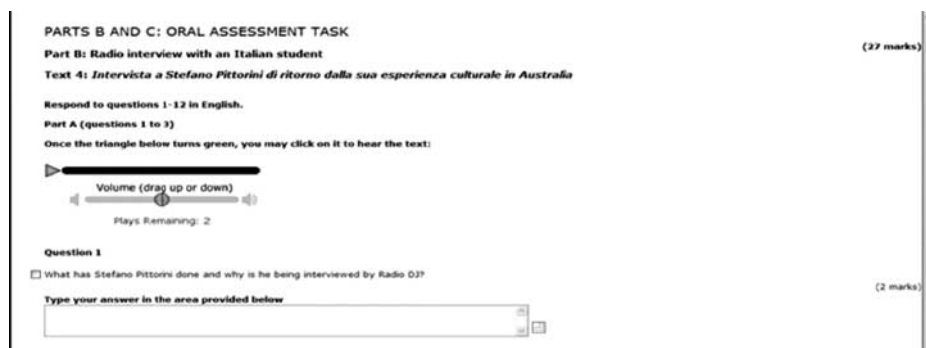 PARTS B AND C: ORAL ASSESSMENT TASK
Part B: Radio interview with an Italian student
(27 marks)
Text 4: Intervista a Stefano Pittorini di ritorno dalla sua esperienza culturale in Australia
Respond to questions 1-12 in English.
Part A (questions 1 to 3)
Once the triangle below turns green, you may click on it to hear the text:
Volume (drag up or down)
Plays Remaining: 2
Question 1
What has Stefano Pittorini done and why is he being interviewed by Radio DJ?
(2 marks)
Type your answer in the area provided below